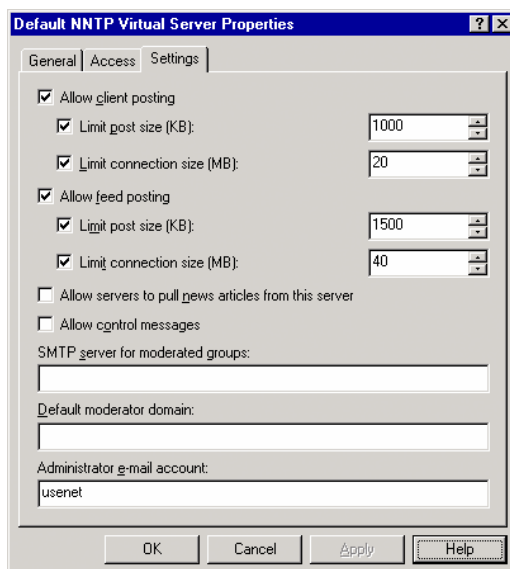 Default NNTP Virtual Server Properties
General Access Settings
Allow client posting
Limit post size (KB): 1000
Limit connection size (MB): 20
Allow feed posting
Limit post size (KB): 1500
Limit connection size (MB): 40
Allow servers to pull news articles from this server
Allow control messages
SMTP server for moderated groups:
Default moderator domain:
Administrator e-mail account:
usenet
OK Cancel Apply Help